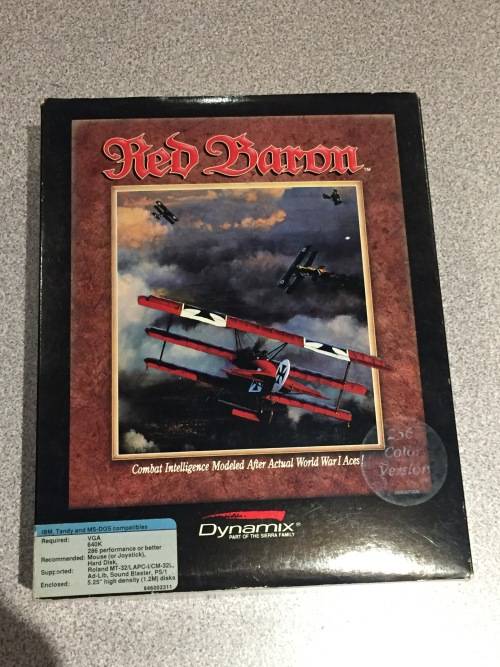 Red Baron™
Combat Intelligence Modeled After Actual World War I Aces!
256
Color
Version
Dynamix®
PART OF THE SIERRA FAMILY
IBM, Tandy and MS-DOS compatibles
Required: VGA
640K
286 performance or better
Recommended: Mouse (or Joystick),
Hard Disk,
Supported: Roland MT-32/LAPC-I/CM-32L,
Ad-Lib, Sound Blaster, PS/1
Enclosed: 5.25" high density (1.2M) disks